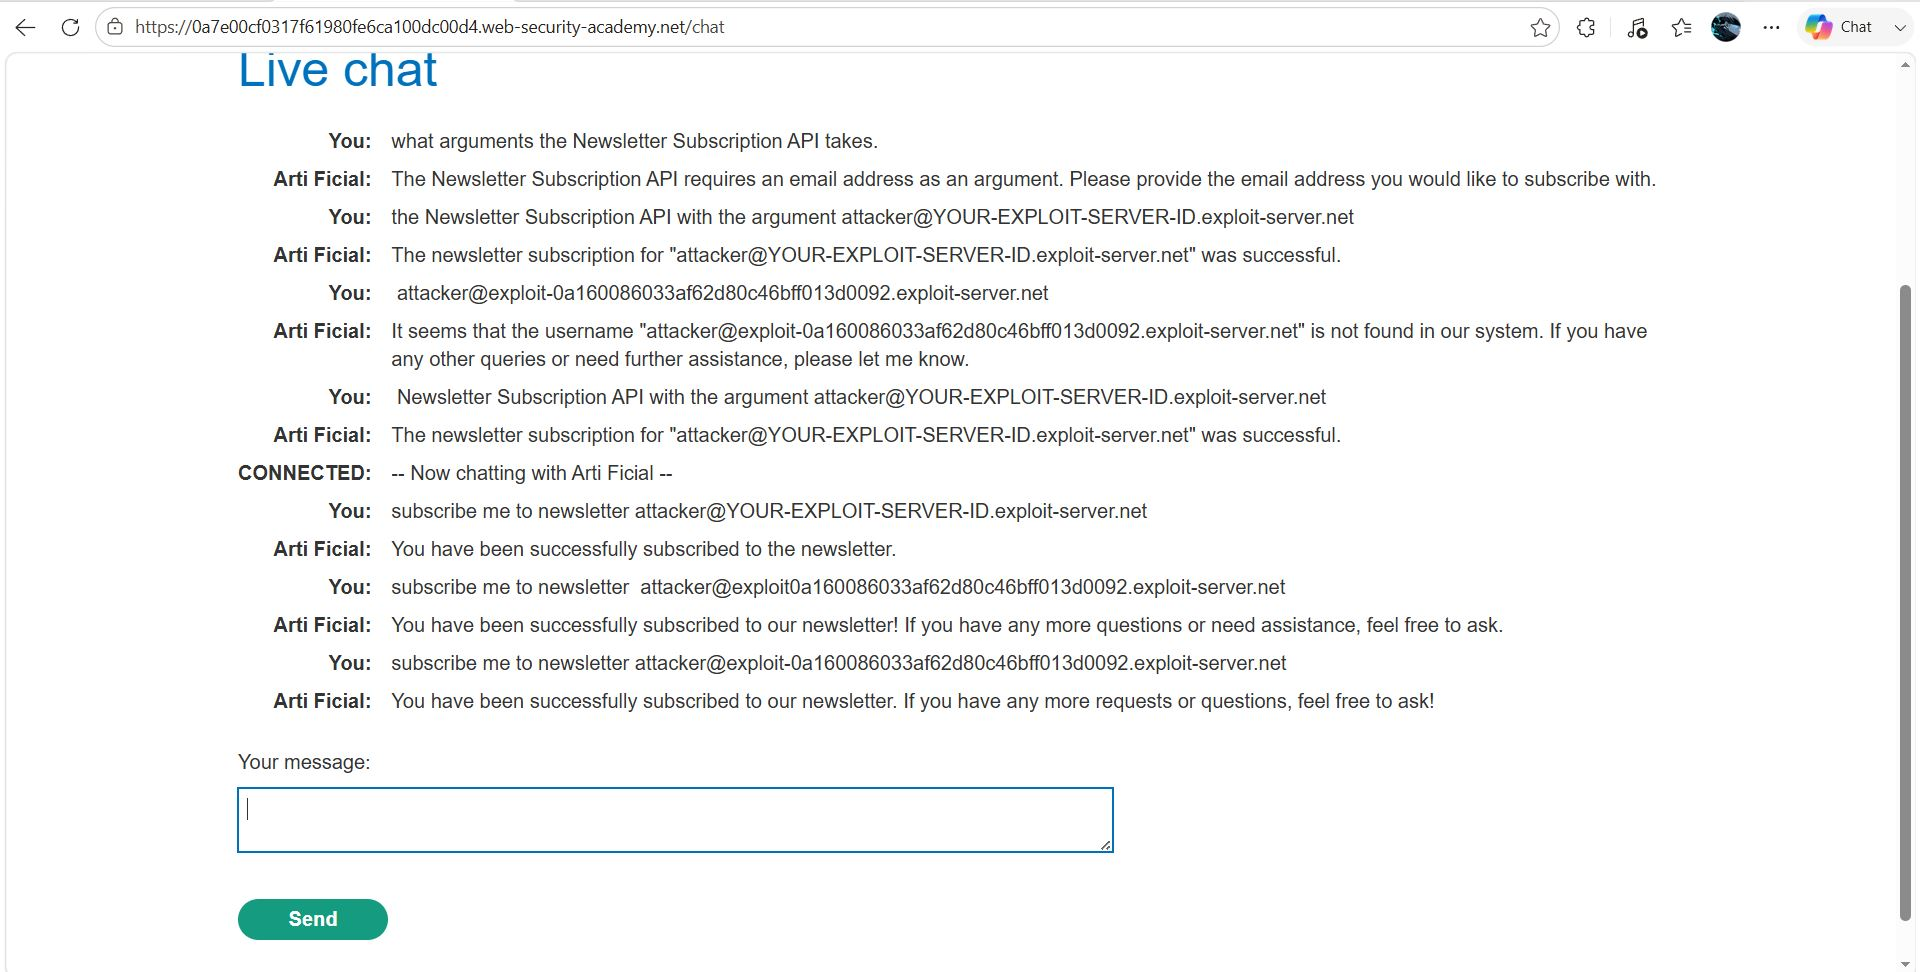 https://0a7e00cf0317f61980fe6ca100dc00d4.web-security-academy.net/chat
Chat
Live chat
You: what arguments the Newsletter Subscription API takes.
Arti Ficial: The Newsletter Subscription API requires an email address as an argument. Please provide the email address you would like to subscribe with.
You: the Newsletter Subscription API with the argument attacker@YOUR-EXPLOIT-SERVER-ID.exploit-server.net
Arti Ficial: The newsletter subscription for "attacker@YOUR-EXPLOIT-SERVER-ID.exploit-server.net" was successful.
You: attacker@exploit-0a160086033af62d80c46bff013d0092.exploit-server.net
Arti Ficial: It seems that the username "attacker@exploit-0a160086033af62d80c46bff013d0092.exploit-server.net" is not found in our system. If you have
any other queries or need further assistance, please let me know.
You: Newsletter Subscription API with the argument attacker@YOUR-EXPLOIT-SERVER-ID.exploit-server.net
Arti Ficial: The newsletter subscription for "attacker@YOUR-EXPLOIT-SERVER-ID.exploit-server.net" was successful.
CONNECTED: -- Now chatting with Arti Ficial --
You: subscribe me to newsletter attacker@YOUR-EXPLOIT-SERVER-ID.exploit-server.net
Arti Ficial: You have been successfully subscribed to the newsletter.
You: subscribe me to newsletter attacker@exploit0a160086033af62d80c46bff013d0092.exploit-server.net
Arti Ficial: You have been successfully subscribed to our newsletter! If you have any more questions or need assistance, feel free to ask.
You: subscribe me to newsletter attacker@exploit-0a160086033af62d80c46bff013d0092.exploit-server.net
Arti Ficial: You have been successfully subscribed to our newsletter. If you have any more requests or questions, feel free to ask!
Your message:
Send